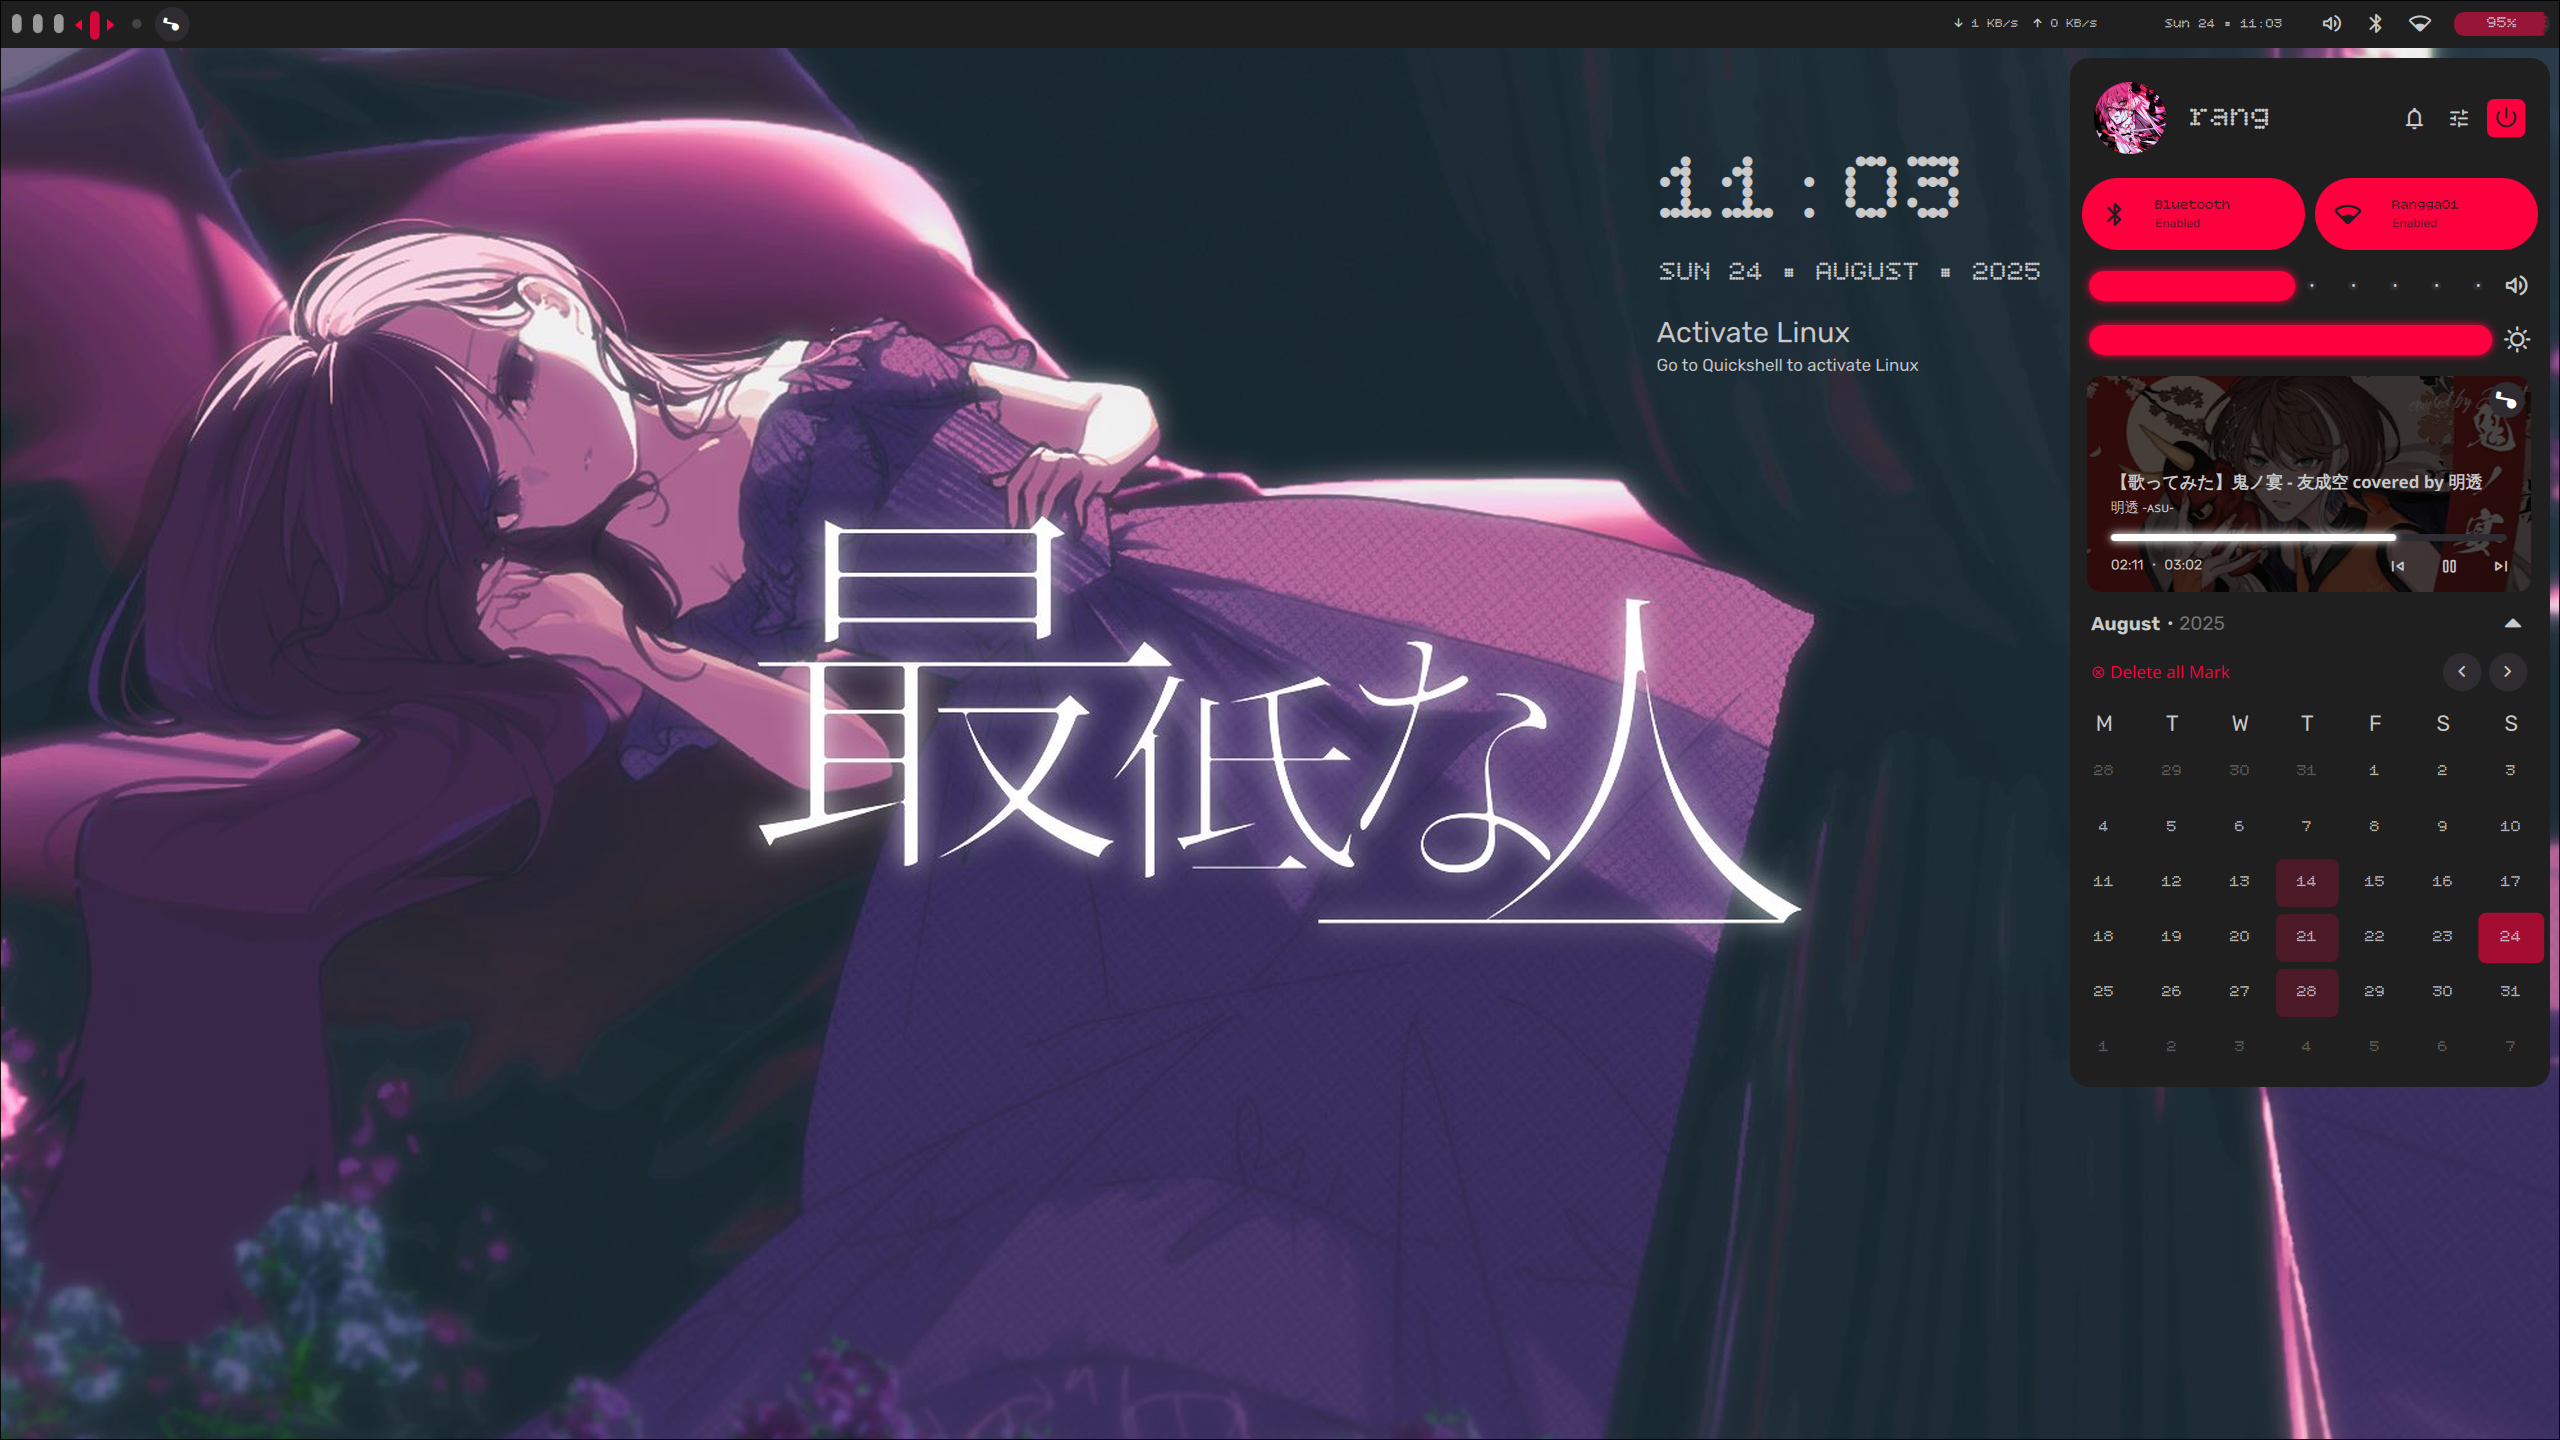 ↓ 1 KB/s ↑ 0 KB/s
Sun 24 ▪ 11:03
95%
11:03
SUN 24 ▪ AUGUST ▪ 2025
Activate Linux
Go to Quickshell to activate Linux
最低な人
rang
Bluetooth
Enabled
Rangga01
Enabled
covered by
鬼ノ宴
【歌ってみた】鬼ノ宴 - 友成空 covered by 明透
明透 -ASU-
02:11 · 03:02
August • 2025
Delete all Mark
M T W T F S S
28 29 30 31 1 2 3
4 5 6 7 8 9 10
11 12 13 14 15 16 17
18 19 20 21 22 23 24
25 26 27 28 29 30 31
1 2 3 4 5 6 7